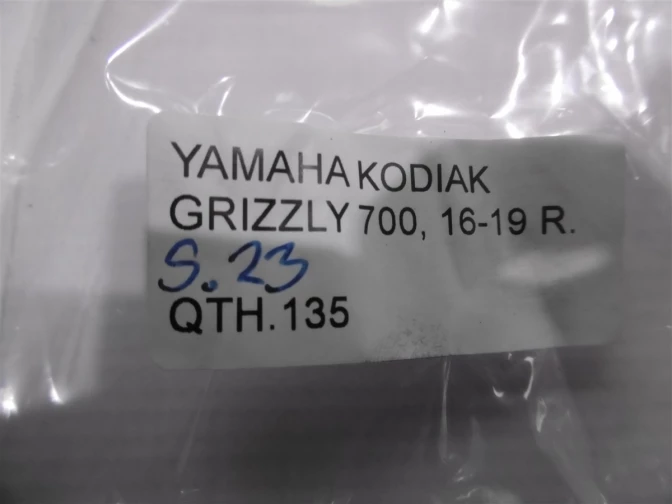 YAMAHA KODIAK
GRIZZLY 700, 16-19 R.
S.23
QTH.135